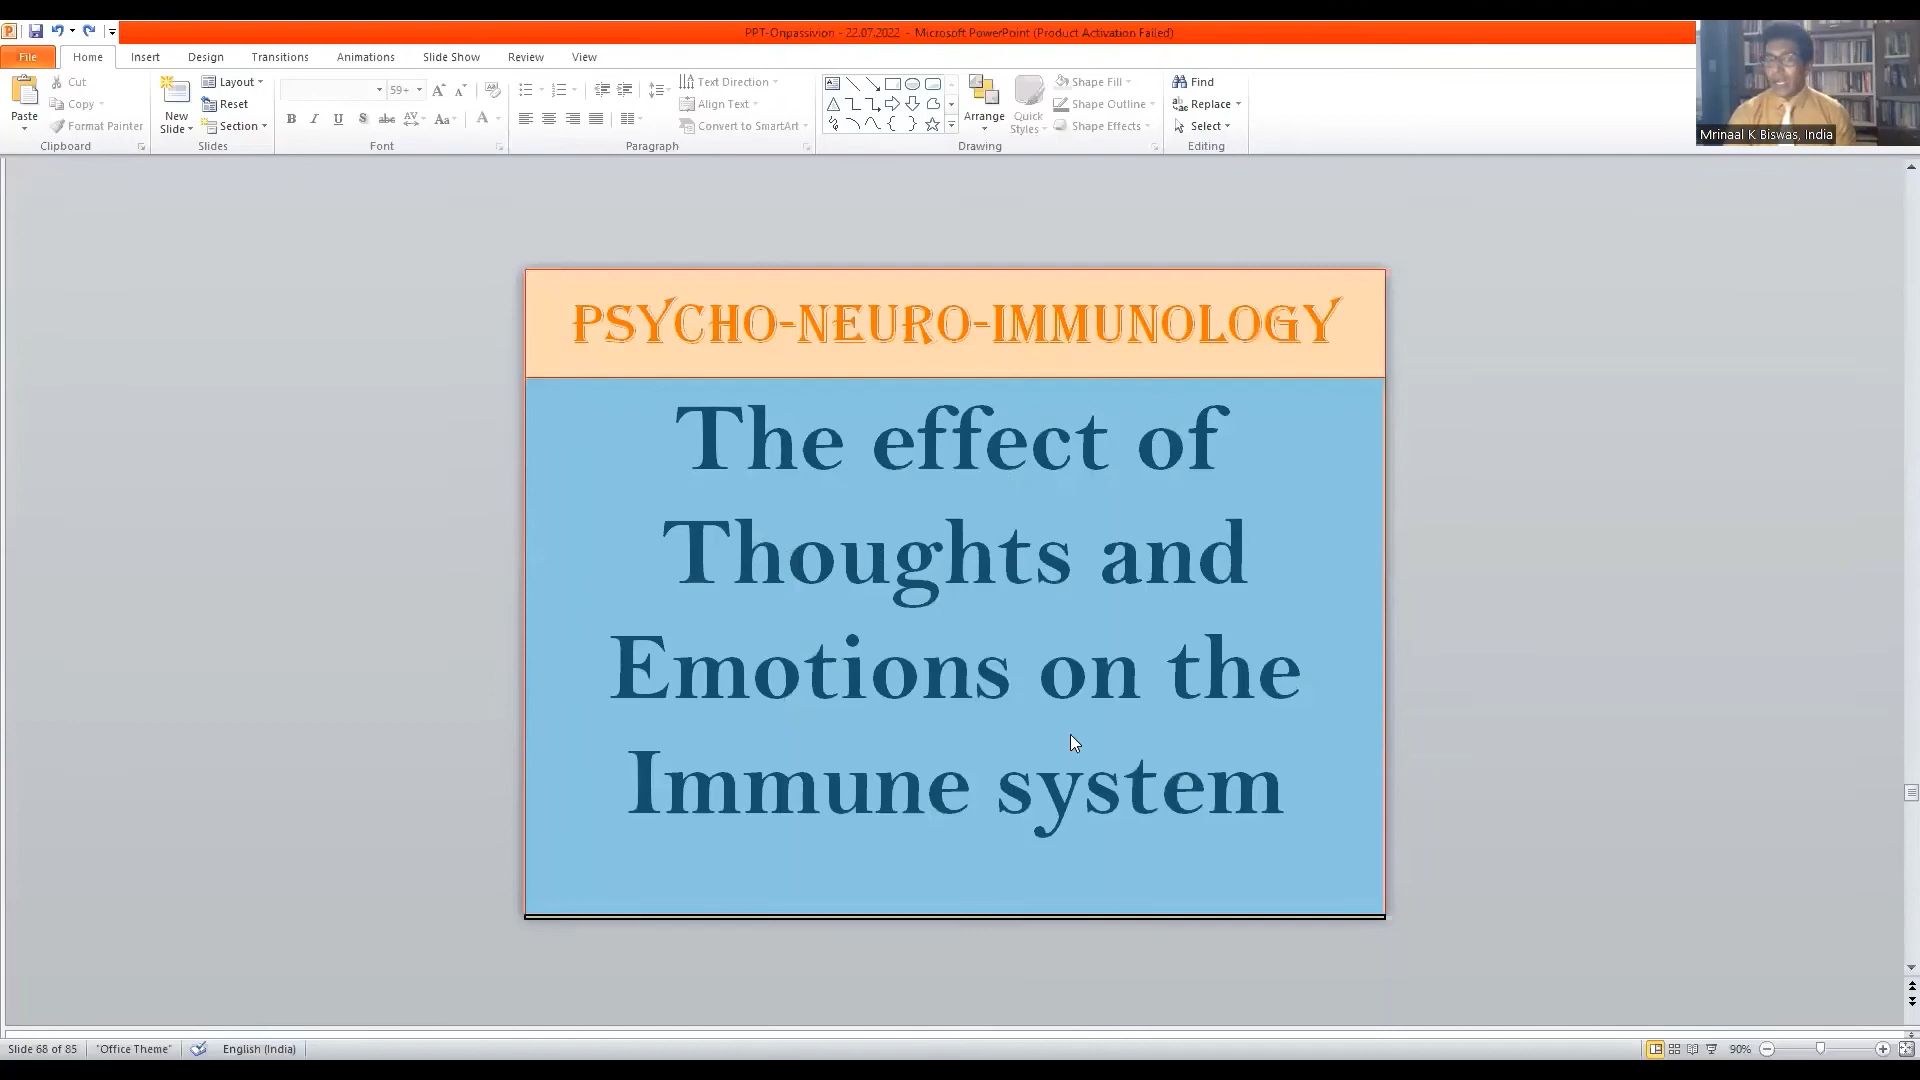 PPT-Onpassivion - 22.07.2022 - Microsoft PowerPoint (Product Activation Failed)
File Home Insert Design Transitions Animations Slide Show Review View
Paste
Cut
Copy
Format Painter
Clipboard
New Slide
Layout
Reset
Section
Slides
59+
Font
Text Direction
Align Text
Convert to SmartArt
Paragraph
Arrange
Quick Styles
Shape Fill
Shape Outline
Shape Effects
Drawing
Find
Replace
Select
Editing
Mrinaal K Biswas, India
PSYCHO-NEURO-IMMUNOLOGY
The effect of
Thoughts and
Emotions on the
Immune system
Slide 68 of 85 "Office Theme" English (India) 90%